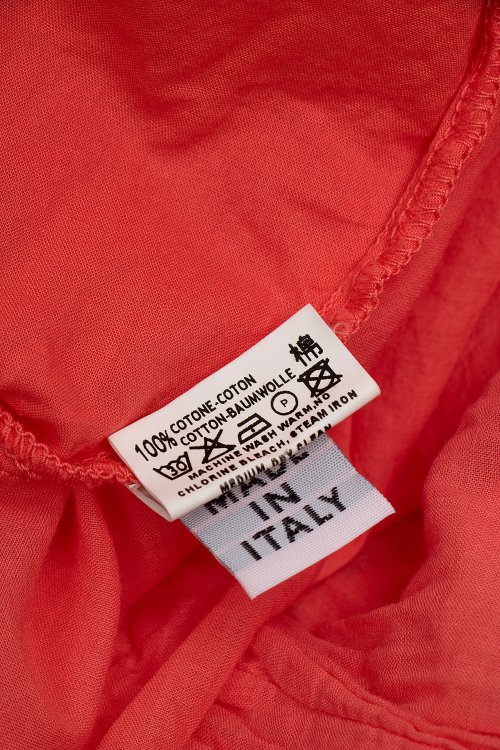 100% COTONE-COTON
COTTON-BAUMWOLLE 棉
P
MACHINE WASH WARM.NO
CHLORINE BLEACH, STEAM IRON
MEDIUM DRY CLEAN
MADE
IN
ITALY